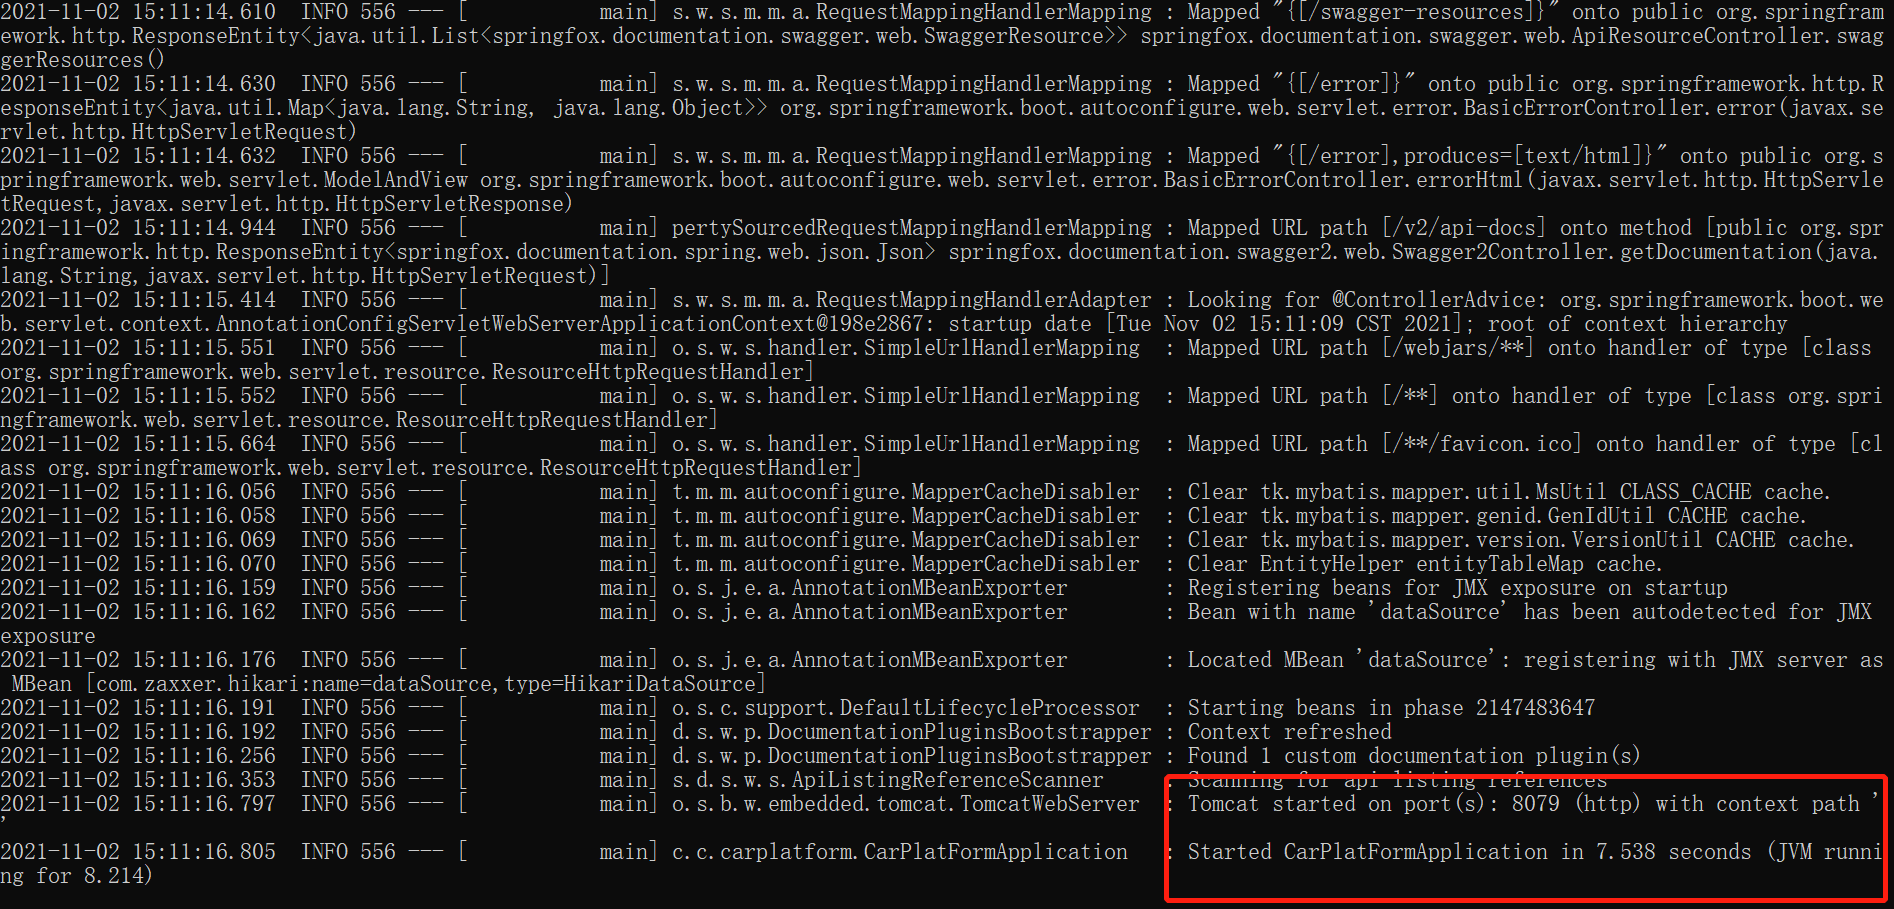 2021-11-02 15:11:14.610  INFO 556 --- [           main] s.w.s.m.m.a.RequestMappingHandlerMapping : Mapped "{[/swagger-resources]}" onto public org.springfram
ework.http.ResponseEntity<java.util.List<springfox.documentation.swagger.web.SwaggerResource>> springfox.documentation.swagger.web.ApiResourceController.swag
gerResources()
2021-11-02 15:11:14.630  INFO 556 --- [           main] s.w.s.m.m.a.RequestMappingHandlerMapping : Mapped "{[/error]}" onto public org.springframework.http.R
esponseEntity<java.util.Map<java.lang.String, java.lang.Object>> org.springframework.boot.autoconfigure.web.servlet.error.BasicErrorController.error(javax.se
rvlet.http.HttpServletRequest)
2021-11-02 15:11:14.632  INFO 556 --- [           main] s.w.s.m.m.a.RequestMappingHandlerMapping : Mapped "{[/error],produces=[text/html]}" onto public org.s
pringframework.web.servlet.ModelAndView org.springframework.boot.autoconfigure.web.servlet.error.BasicErrorController.errorHtml(javax.servlet.http.HttpServle
tRequest,javax.servlet.http.HttpServletResponse)
2021-11-02 15:11:14.944  INFO 556 --- [           main] pertySourcedRequestMappingHandlerMapping : Mapped URL path [/v2/api-docs] onto method [public org.spr
ingframework.http.ResponseEntity<springfox.documentation.spring.web.json.Json> springfox.documentation.swagger2.web.Swagger2Controller.getDocumentation(java.
lang.String,javax.servlet.http.HttpServletRequest)]
2021-11-02 15:11:15.414  INFO 556 --- [           main] s.w.s.m.m.a.RequestMappingHandlerAdapter : Looking for @ControllerAdvice: org.springframework.boot.we
b.servlet.context.AnnotationConfigServletWebServerApplicationContext@198e2867: startup date [Tue Nov 02 15:11:09 CST 2021]; root of context hierarchy
2021-11-02 15:11:15.551  INFO 556 --- [           main] o.s.w.s.handler.SimpleUrlHandlerMapping  : Mapped URL path [/webjars/**] onto handler of type [class
org.springframework.web.servlet.resource.ResourceHttpRequestHandler]
2021-11-02 15:11:15.552  INFO 556 --- [           main] o.s.w.s.handler.SimpleUrlHandlerMapping  : Mapped URL path [/**] onto handler of type [class org.spri
ngframework.web.servlet.resource.ResourceHttpRequestHandler]
2021-11-02 15:11:15.664  INFO 556 --- [           main] o.s.w.s.handler.SimpleUrlHandlerMapping  : Mapped URL path [/**/favicon.ico] onto handler of type [cl
ass org.springframework.web.servlet.resource.ResourceHttpRequestHandler]
2021-11-02 15:11:16.056  INFO 556 --- [           main] t.m.m.autoconfigure.MapperCacheDisabler  : Clear tk.mybatis.mapper.util.MsUtil CLASS_CACHE cache.
2021-11-02 15:11:16.058  INFO 556 --- [           main] t.m.m.autoconfigure.MapperCacheDisabler  : Clear tk.mybatis.mapper.genid.GenIdUtil CACHE cache.
2021-11-02 15:11:16.069  INFO 556 --- [           main] t.m.m.autoconfigure.MapperCacheDisabler  : Clear tk.mybatis.mapper.version.VersionUtil CACHE cache.
2021-11-02 15:11:16.070  INFO 556 --- [           main] t.m.m.autoconfigure.MapperCacheDisabler  : Clear EntityHelper entityTableMap cache.
2021-11-02 15:11:16.159  INFO 556 --- [           main] o.s.j.e.a.AnnotationMBeanExporter        : Registering beans for JMX exposure on startup
2021-11-02 15:11:16.162  INFO 556 --- [           main] o.s.j.e.a.AnnotationMBeanExporter        : Bean with name 'dataSource' has been autodetected for JMX
exposure
2021-11-02 15:11:16.176  INFO 556 --- [           main] o.s.j.e.a.AnnotationMBeanExporter        : Located MBean 'dataSource': registering with JMX server as
 MBean [com.zaxxer.hikari:name=dataSource,type=HikariDataSource]
2021-11-02 15:11:16.191  INFO 556 --- [           main] o.s.c.support.DefaultLifecycleProcessor  : Starting beans in phase 2147483647
2021-11-02 15:11:16.192  INFO 556 --- [           main] d.s.w.p.DocumentationPluginsBootstrapper : Context refreshed
2021-11-02 15:11:16.256  INFO 556 --- [           main] d.s.w.p.DocumentationPluginsBootstrapper : Found 1 custom documentation plugin(s)
2021-11-02 15:11:16.353  INFO 556 --- [           main] s.d.s.w.s.ApiListingReferenceScanner     : Scanning for api listing references
2021-11-02 15:11:16.797  INFO 556 --- [           main] o.s.b.w.embedded.tomcat.TomcatWebServer  : Tomcat started on port(s): 8079 (http) with context path '
'
2021-11-02 15:11:16.805  INFO 556 --- [           main] c.c.carplatform.CarPlatFormApplication   : Started CarPlatFormApplication in 7.538 seconds (JVM runni
ng for 8.214)